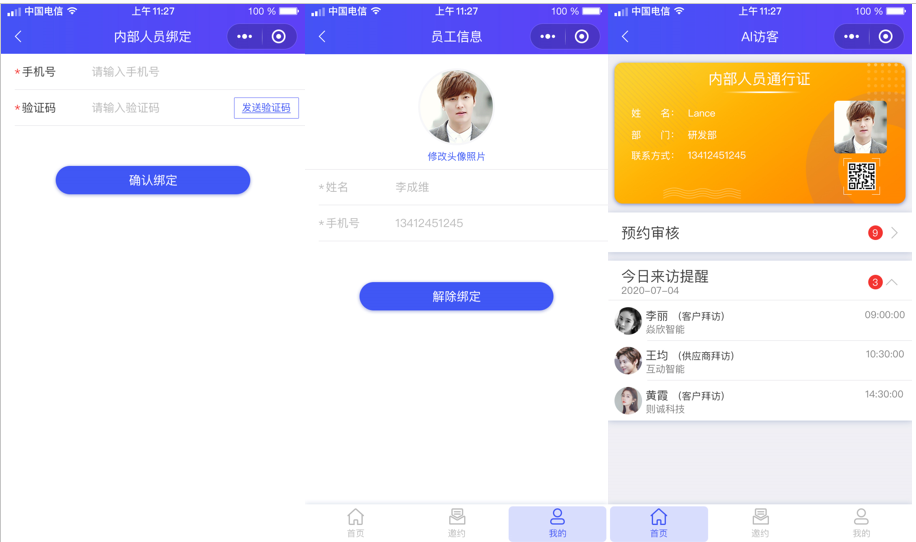 中国电信 上午11:27 100 %
内部人员绑定
*手机号 请输入手机号
*验证码 请输入验证码 发送验证码
确认绑定
中国电信 上午11:27 100 %
员工信息
修改头像照片
*姓名 李成维
*手机号 13412451245
解除绑定
首页 邀约 我的
中国电信 上午11:27 100 %
AI访客
内部人员通行证
姓 名: Lance
部 门: 研发部
联系方式: 13412451245
预约审核 9
今日来访提醒 3
2020-07-04
李丽 (客户拜访) 09:00:00
焱欣智能
王均 (供应商拜访) 10:30:00
互动智能
黄霞 (客户拜访) 14:30:00
则诚科技
首页 邀约 我的